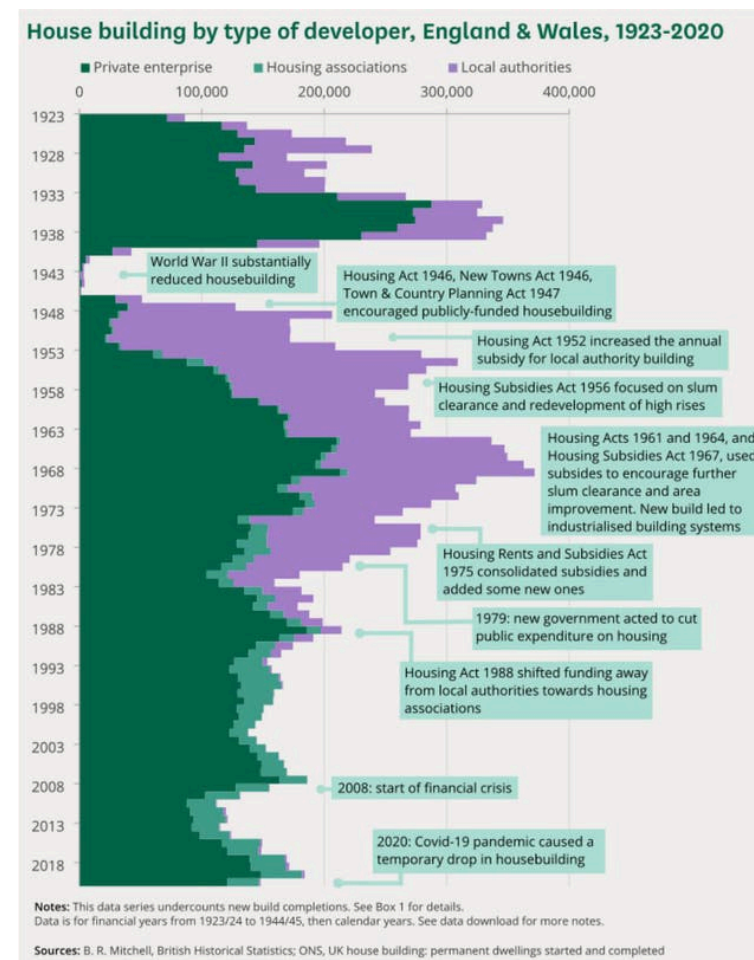 House building by type of developer, England & Wales, 1923-2020
Private enterprise Housing associations Local authorities
0 100,000 200,000 300,000 400,000
1923
1928
1933
1938
World War II substantially
reduced housebuilding
1943
Housing Act 1946, New Towns Act 1946,
Town & Country Planning Act 1947
encouraged publicly-funded housebuilding
1948
Housing Act 1952 increased the annual
subsidy for local authority building
1953
Housing Subsidies Act 1956 focused on slum
clearance and redevelopment of high rises
1958
1963
Housing Acts 1961 and 1964, and
Housing Subsidies Act 1967, used
subsides to encourage further
slum clearance and area
improvement. New build led to
industrialised building systems
1968
1973
Housing Rents and Subsidies Act
1975 consolidated subsidies and
added some new ones
1978
1983
1979: new government acted to cut
public expenditure on housing
1988
Housing Act 1988 shifted funding away
from local authorities towards housing
associations
1993
1998
2003
2008
2008: start of financial crisis
2013
2020: Covid-19 pandemic caused a
temporary drop in housebuilding
2018
Notes: This data series undercounts new build completions. See Box 1 for details.
Data is for financial years from 1923/24 to 1944/45, then calendar years. See data download for more notes.
Sources: B. R. Mitchell, British Historical Statistics; ONS, UK house building: permanent dwellings started and completed